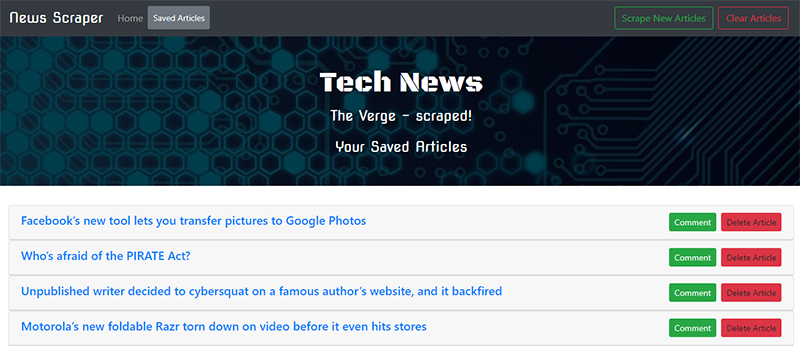 News Scraper Home Saved Articles Scrape New Articles Clear Articles
Tech News
The Verge - scraped!
Your Saved Articles
Facebook's new tool lets you transfer pictures to Google Photos Comment Delete Article
Who's afraid of the PIRATE Act? Comment Delete Article
Unpublished writer decided to cybersquat on a famous author's website, and it backfired Comment Delete Article
Motorola's new foldable Razr torn down on video before it even hits stores Comment Delete Article